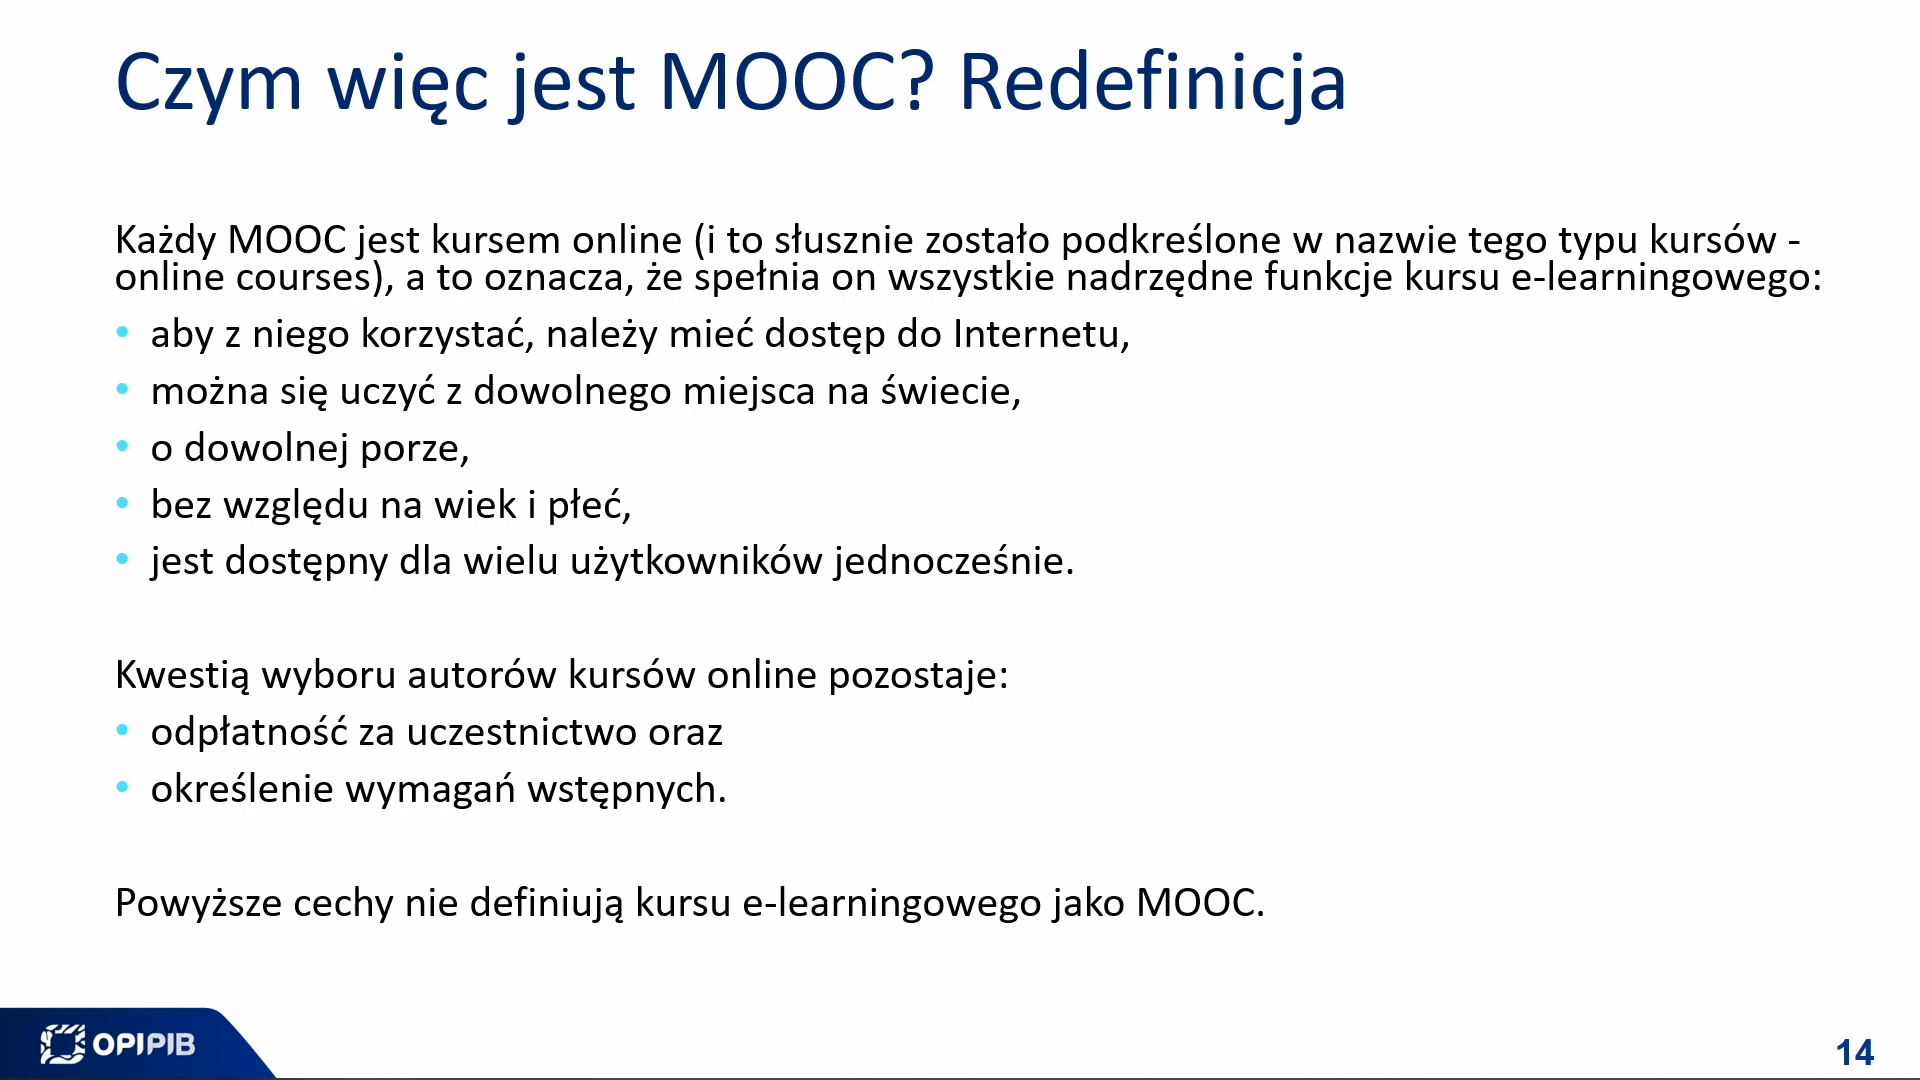 Czym więc jest MOOC? Redefinicja
Każdy MOOC jest kursem online (i to słusznie zostało podkreślone w nazwie tego typu kursów -
online courses), a to oznacza, że spełnia on wszystkie nadrzędne funkcje kursu e-learningowego:
• aby z niego korzystać, należy mieć dostęp do Internetu,
• można się uczyć z dowolnego miejsca na świecie,
• o dowolnej porze,
• bez względu na wiek i płeć,
• jest dostępny dla wielu użytkowników jednocześnie.
Kwestią wyboru autorów kursów online pozostaje:
• odpłatność za uczestnictwo oraz
• określenie wymagań wstępnych.
Powyższe cechy nie definiują kursu e-learningowego jako MOOC.
OPIPIB
14